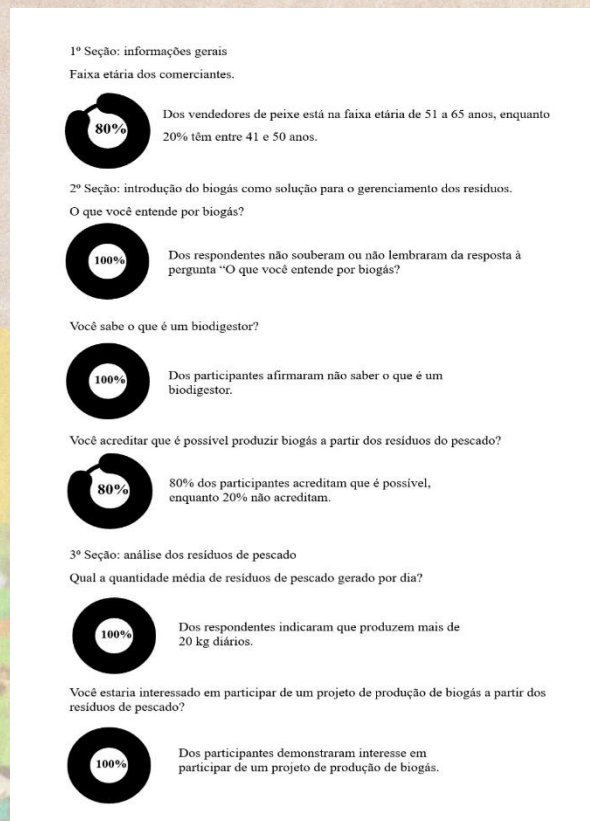 1º Seção: informações gerais
Faixa etária dos comerciantes.
80%
Dos vendedores de peixe está na faixa etária de 51 a 65 anos, enquanto
20% têm entre 41 e 50 anos.
2º Seção: introdução do biogás como solução para o gerenciamento dos resíduos.
O que você entende por biogás?
100%
Dos respondentes não souberam ou não lembraram da resposta à
pergunta “O que você entende por biogás?
Você sabe o que é um biodigestor?
100%
Dos participantes afirmaram não saber o que é um
biodigestor.
Você acreditar que é possível produzir biogás a partir dos resíduos do pescado?
80%
80% dos participantes acreditam que é possível,
enquanto 20% não acreditam.
3º Seção: análise dos resíduos de pescado
Qual a quantidade média de resíduos de pescado gerado por dia?
100%
Dos respondentes indicaram que produzem mais de
20 kg diários.
Você estaria interessado em participar de um projeto de produção de biogás a partir dos
resíduos de pescado?
100%
Dos participantes demonstraram interesse em
participar de um projeto de produção de biogás.